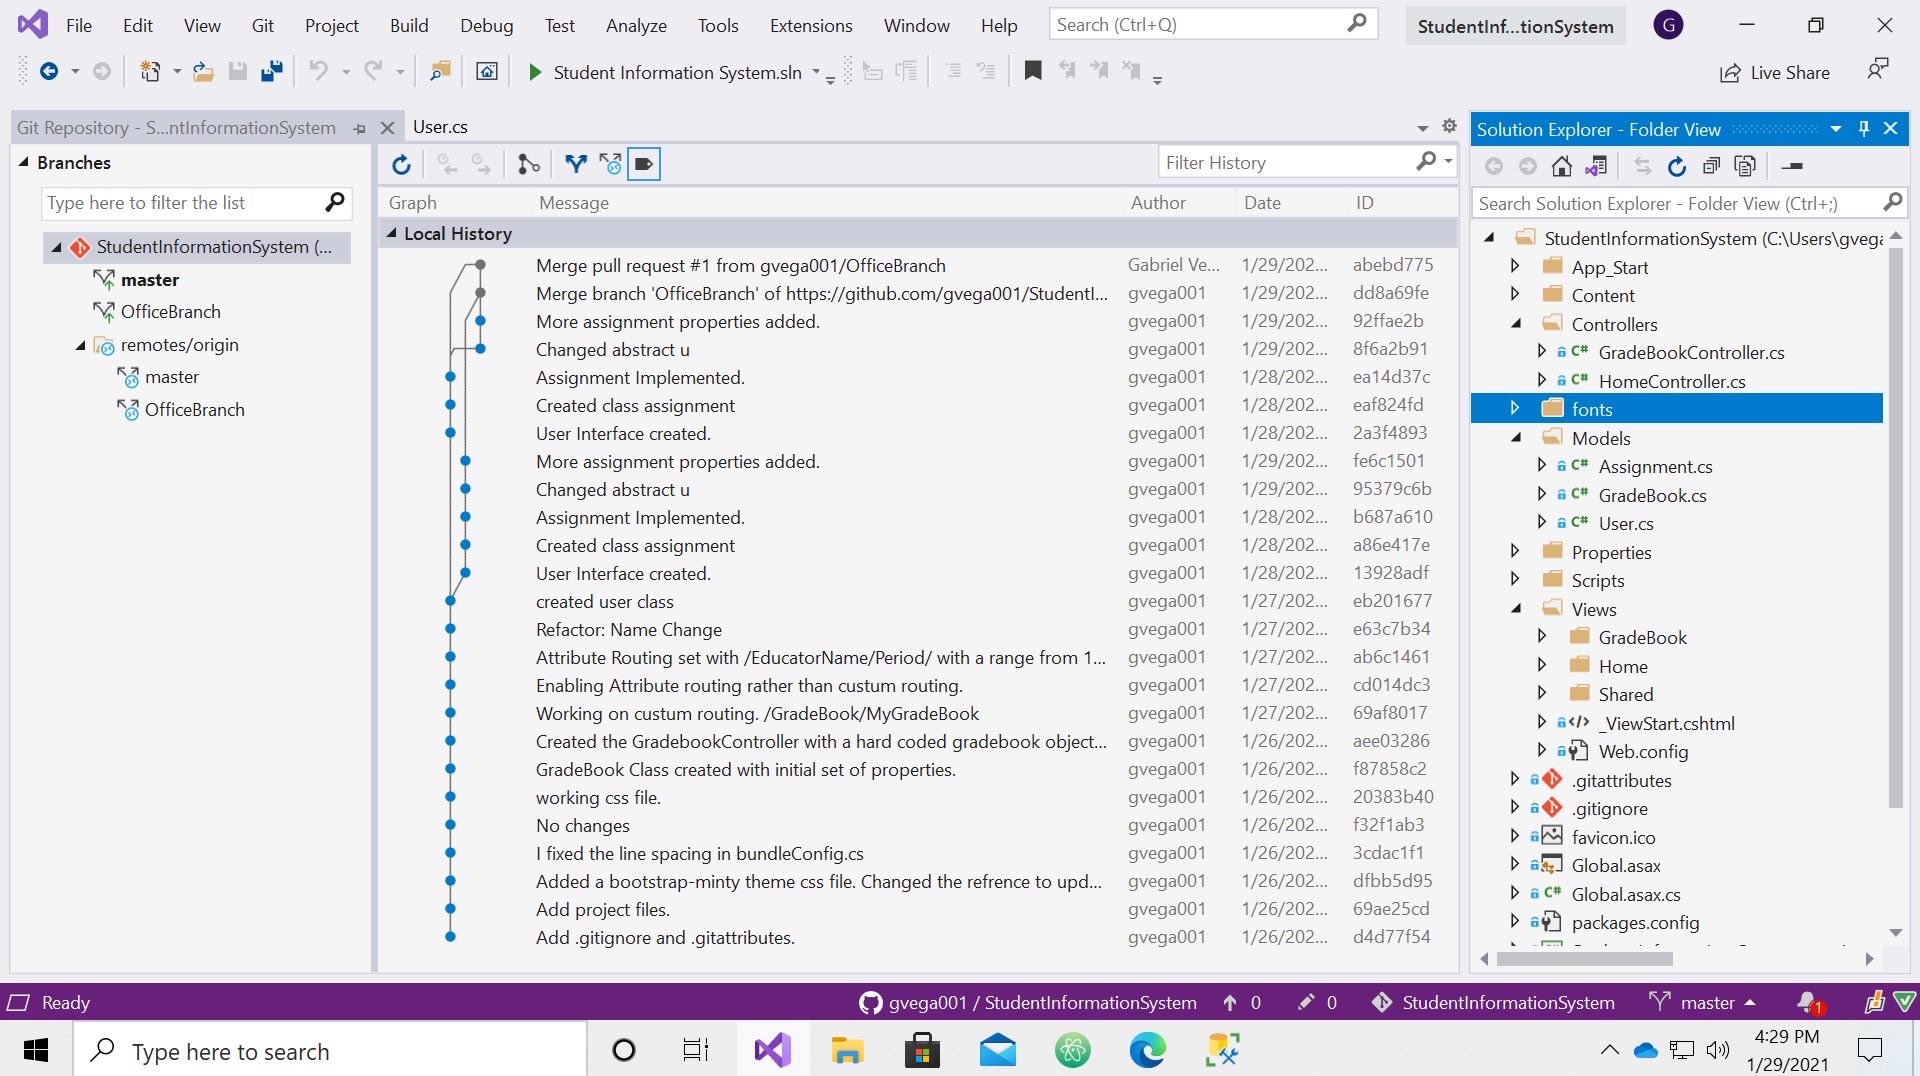 File Edit View Git Project Build Debug Test Analyze Tools Extensions Window Help Search (Ctrl+Q) StudentInf...tionSystem G
Student Information System.sln Live Share
Git Repository - S...ntInformationSystem User.cs
Branches
Type here to filter the list
StudentInformationSystem (...
master
OfficeBranch
remotes/origin
master
OfficeBranch
Filter History
Graph Message Author Date ID
Local History
Merge pull request #1 from gvega001/OfficeBranch Gabriel Ve... 1/29/202... abebd775
Merge branch 'OfficeBranch' of https://github.com/gvega001/StudentI... gvega001 1/29/202... dd8a69fe
More assignment properties added. gvega001 1/29/202... 92ffae2b
Changed abstract u gvega001 1/29/202... 8f6a2b91
Assignment Implemented. gvega001 1/28/202... ea14d37c
Created class assignment gvega001 1/28/202... eaf824fd
User Interface created. gvega001 1/28/202... 2a3f4893
More assignment properties added. gvega001 1/29/202... fe6c1501
Changed abstract u gvega001 1/29/202... 95379c6b
Assignment Implemented. gvega001 1/28/202... b687a610
Created class assignment gvega001 1/28/202... a86e417e
User Interface created. gvega001 1/28/202... 13928adf
created user class gvega001 1/27/202... eb201677
Refactor: Name Change gvega001 1/27/202... e63c7b34
Attribute Routing set with /EducatorName/Period/ with a range from 1... gvega001 1/27/202... ab6c1461
Enabling Attribute routing rather than custum routing. gvega001 1/27/202... cd014dc3
Working on custum routing. /GradeBook/MyGradeBook gvega001 1/27/202... 69af8017
Created the GradebookController with a hard coded gradebook object... gvega001 1/26/202... aee03286
GradeBook Class created with initial set of properties. gvega001 1/26/202... f87858c2
working css file. gvega001 1/26/202... 20383b40
No changes gvega001 1/26/202... f32f1ab3
I fixed the line spacing in bundleConfig.cs gvega001 1/26/202... 3cdac1f1
Added a bootstrap-minty theme css file. Changed the refrence to upd... gvega001 1/26/202... dfbb5d95
Add project files. gvega001 1/26/202... 69ae25cd
Add .gitignore and .gitattributes. gvega001 1/26/202... d4d77f54
Solution Explorer - Folder View
Search Solution Explorer - Folder View (Ctrl+;)
StudentInformationSystem (C:\Users\gvega
App_Start
Content
Controllers
C# GradeBookController.cs
C# HomeController.cs
fonts
Models
C# Assignment.cs
C# GradeBook.cs
C# User.cs
Properties
Scripts
Views
GradeBook
Home
Shared
_ViewStart.cshtml
Web.config
.gitattributes
.gitignore
favicon.ico
Global.asax
C# Global.asax.cs
packages.config
Ready gvega001 / StudentInformationSystem 0 0 StudentInformationSystem master 1
Type here to search 4:29 PM
1/29/2021